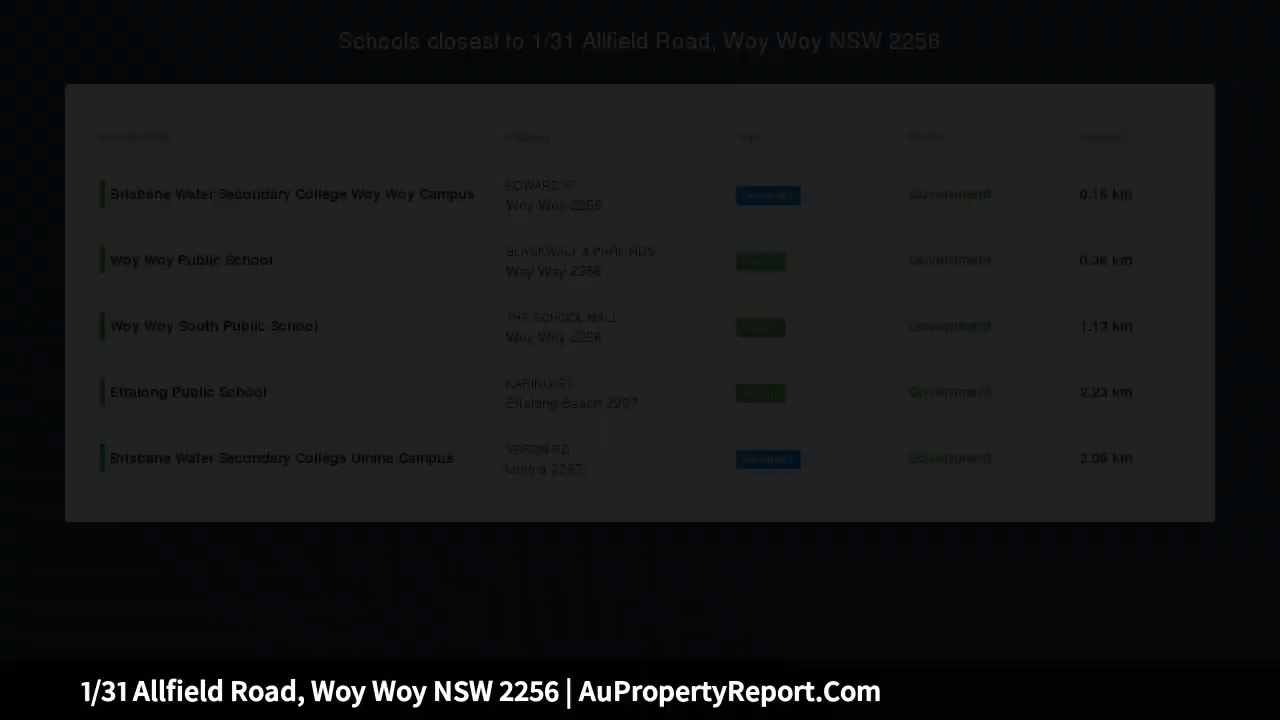 Schools closest to 1/31 Allfield Road, Woy Woy NSW 2256
Brisbane Water Secondary College Woy Woy Campus
EDWARD ST
Woy Woy 2256
Secondary
Government
0.16 km
Woy Woy Public School
BLACKWALL & PARK RDS
Woy Woy 2256
Government
0.36 km
Woy Woy South Public School
THE SCHOOL MALL
Woy Woy 2256
Government
1.13 km
Ettalong Public School
KARINGI ST
Ettalong Beach 2257
Government
2.23 km
Brisbane Water Secondary College Umina Campus
VERON RD
Umina 2257
Secondary
Government
1/31 Allfield Road, Woy Woy NSW 2256 | AuPropertyReport.Com